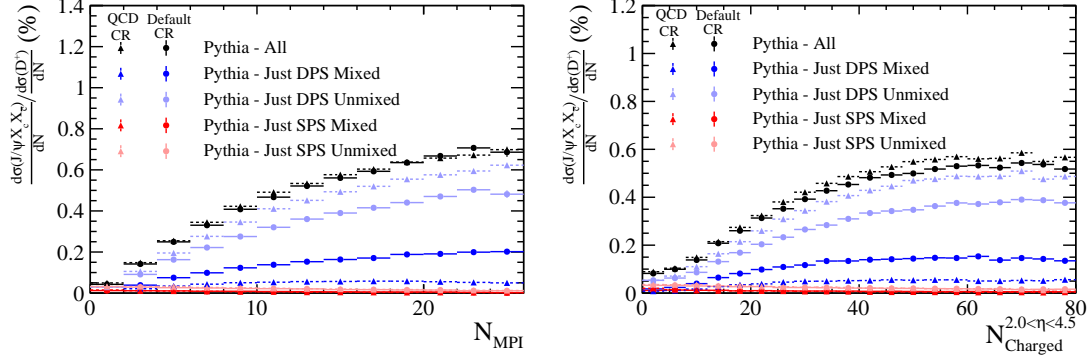 dσ(J/ψX_c X_c̄)/dN / dσ(D⁺)/dN (%)
1.4
1.2
1
0.8
0.6
0.4
0.2
0
QCD CR
Default CR
Pythia - All
Pythia - Just DPS Mixed
Pythia - Just DPS Unmixed
Pythia - Just SPS Mixed
Pythia - Just SPS Unmixed
0 10 20
N_MPI
dσ(J/ψX_c X_c̄)/dN / dσ(D⁺)/dN (%)
1.2
1
0.8
0.6
0.4
0.2
0
QCD CR
Default CR
Pythia - All
Pythia - Just DPS Mixed
Pythia - Just DPS Unmixed
Pythia - Just SPS Mixed
Pythia - Just SPS Unmixed
0 20 40 60 80
N_Charged^2.0<η<4.5